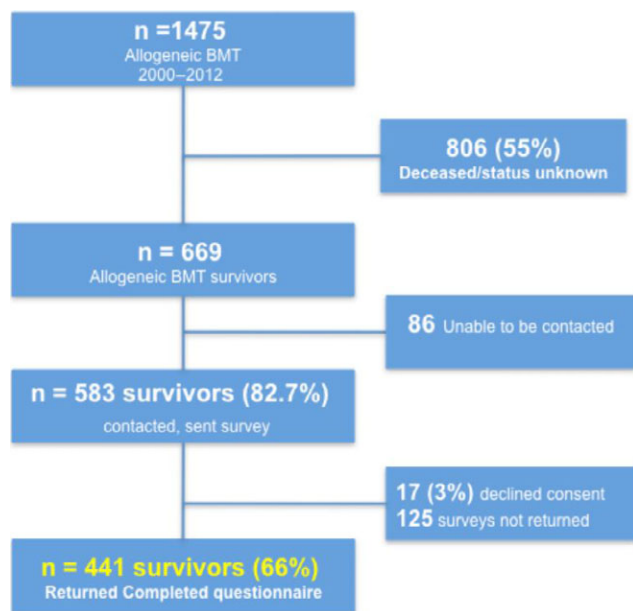 n =1475
Allogeneic BMT
2000–2012
806 (55%)
Deceased/status unknown
n = 669
Allogeneic BMT survivors
86 Unable to be contacted
n = 583 survivors (82.7%)
contacted, sent survey
17 (3%) declined consent
125 surveys not returned
n = 441 survivors (66%)
Returned Completed questionnaire